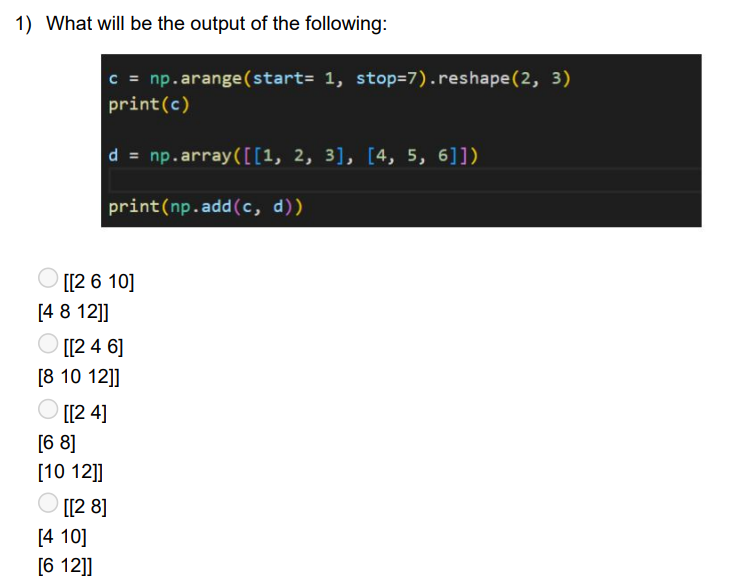 1) What will be the output of the following:
c = np.arange(start= 1, stop=7).reshape(2, 3)
print(c)
d = np.array([[1, 2, 3], [4, 5, 6]])
print(np.add(c, d))
[[2 6 10]
[4 8 12]]
[[2 4 6]
[8 10 12]]
[[2 4]
[6 8]
[10 12]]
[[2 8]
[4 10]
[6 12]]